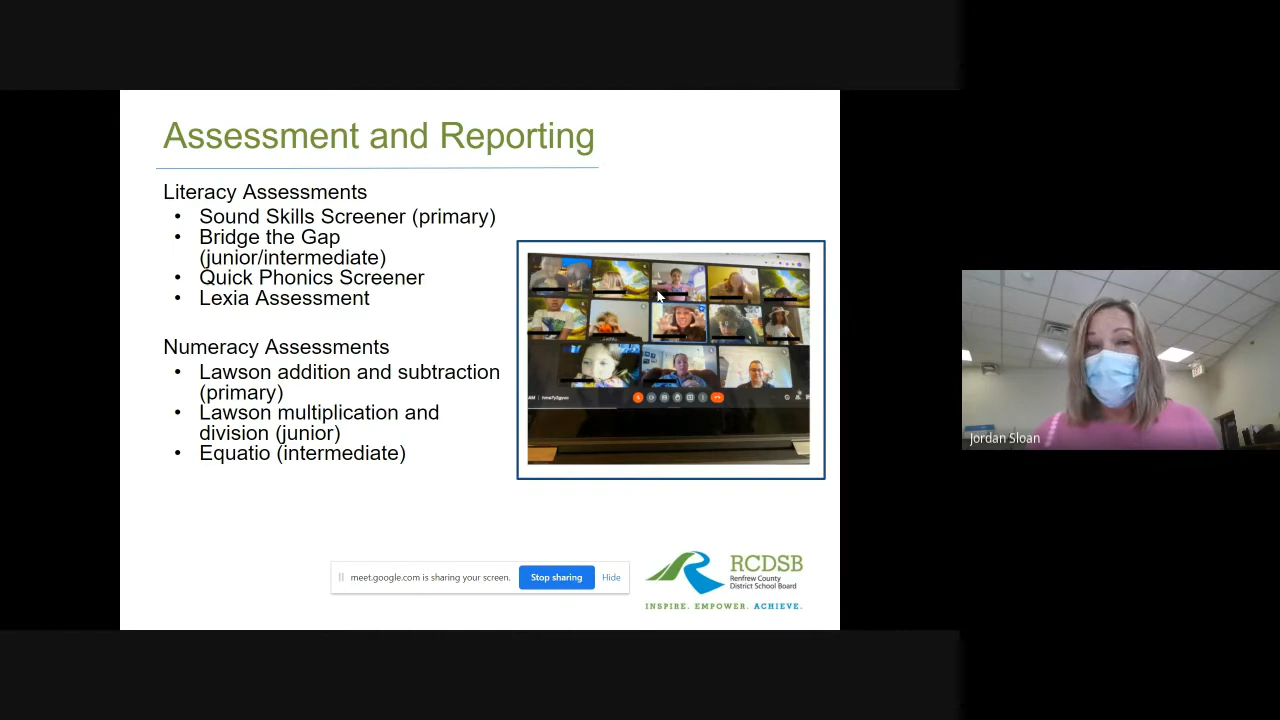 Assessment and Reporting
Literacy Assessments
• Sound Skills Screener (primary)
• Bridge the Gap
(junior/intermediate)
• Quick Phonics Screener
• Lexia Assessment
Numeracy Assessments
• Lawson addition and subtraction
(primary)
• Lawson multiplication and
division (junior)
• Equatio (intermediate)
meet.google.com is sharing your screen.
Stop sharing
Hide
RCDSB
Renfrew County
District School Board
INSPIRE. EMPOWER. ACHIEVE.
Jordan Sloan